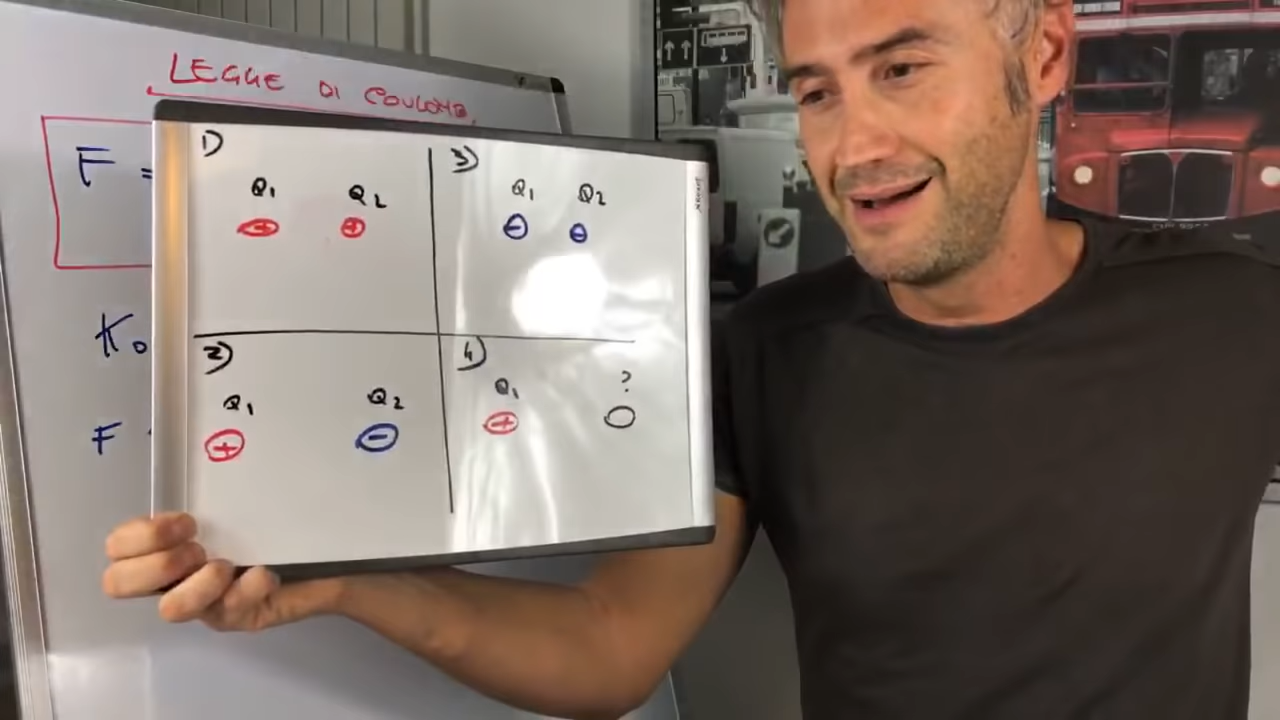 LEGGE DI COULOMB
F =
K₀
F
1)
Q₁ Q₂
+ +
3)
Q₁ Q₂
- -
2)
Q₁ Q₂
+ -
4)
Q₁ ?
+